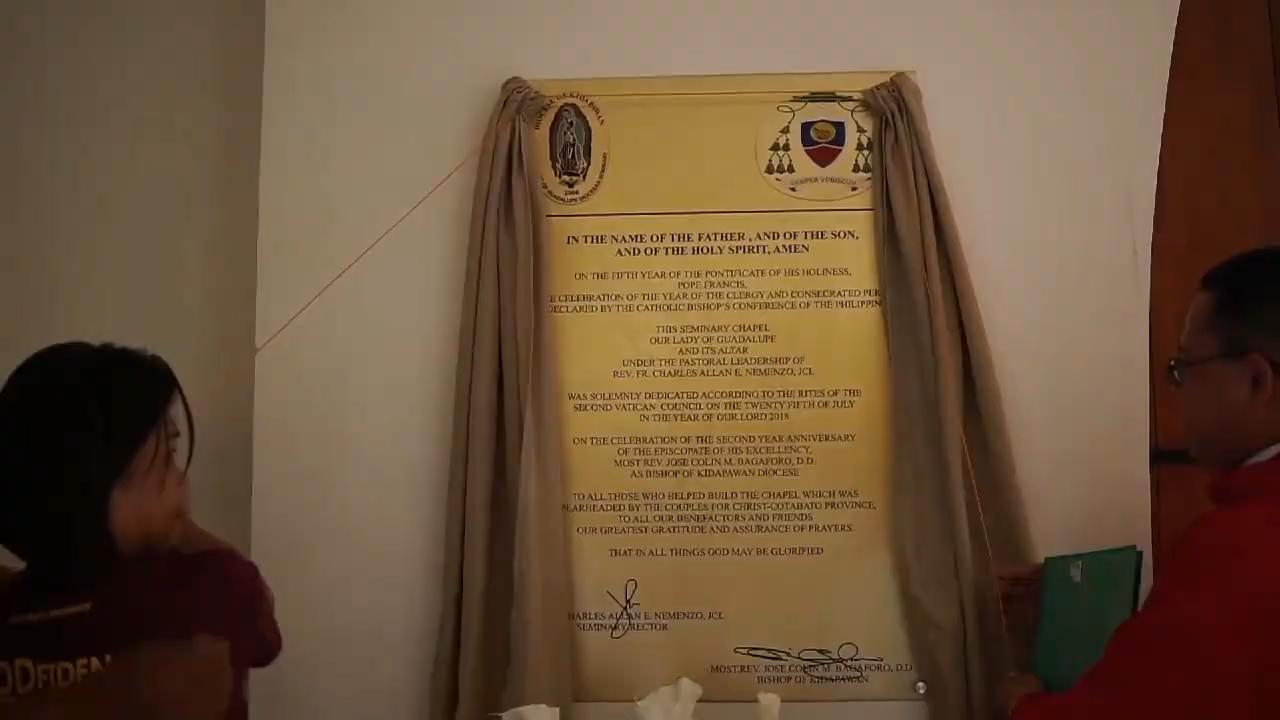 DIOCESE OF KIDAPAWAN
OF GUADALUPE DIOCESAN SEMINARY
2004
SEMPER VOBISCUM
IN THE NAME OF THE FATHER , AND OF THE SON,
AND OF THE HOLY SPIRIT, AMEN
ON THE FIFTH YEAR OF THE PONTIFICATE OF HIS HOLINESS,
POPE FRANCIS,
E CELEBRATION OF THE YEAR OF THE CLERGY AND CONSECRATED PER
DECLARED BY THE CATHOLIC BISHOP'S CONFERENCE OF THE PHILIPPIN
THIS SEMINARY CHAPEL
OUR LADY OF GUADALUPE
AND ITS ALTAR
UNDER THE PASTORAL LEADERSHIP OF
REV. FR. CHARLES ALLAN E. NEMENZO, JCL
WAS SOLEMNLY DEDICATED ACCORDING TO THE RITES OF THE
SECOND VATICAN COUNCIL ON THE TWENTY FIFTH OF JULY
IN THE YEAR OF OUR LORD 2018
ON THE CELEBRATION OF THE SECOND YEAR ANNIVERSARY
OF THE EPISCOPATE OF HIS EXCELLENCY,
MOST REV. JOSE COLIN M. BAGAFORO, D.D.
AS BISHOP OF KIDAPAWAN DIOCESE
TO ALL THOSE WHO HELPED BUILD THE CHAPEL WHICH WAS
PEARHEADED BY THE COUPLES FOR CHRIST-COTABATO PROVINCE,
TO ALL OUR BENEFACTORS AND FRIENDS
OUR GREATEST GRATITUDE AND ASSURANCE OF PRAYERS.
THAT IN ALL THINGS GOD MAY BE GLORIFIED
HARLES ALLAN E. NEMENZO, JCL
SEMINARY RECTOR
MOST.REV. JOSE COLIN M. BAGAFORO, D.D
BISHOP OF KIDAPAWAN